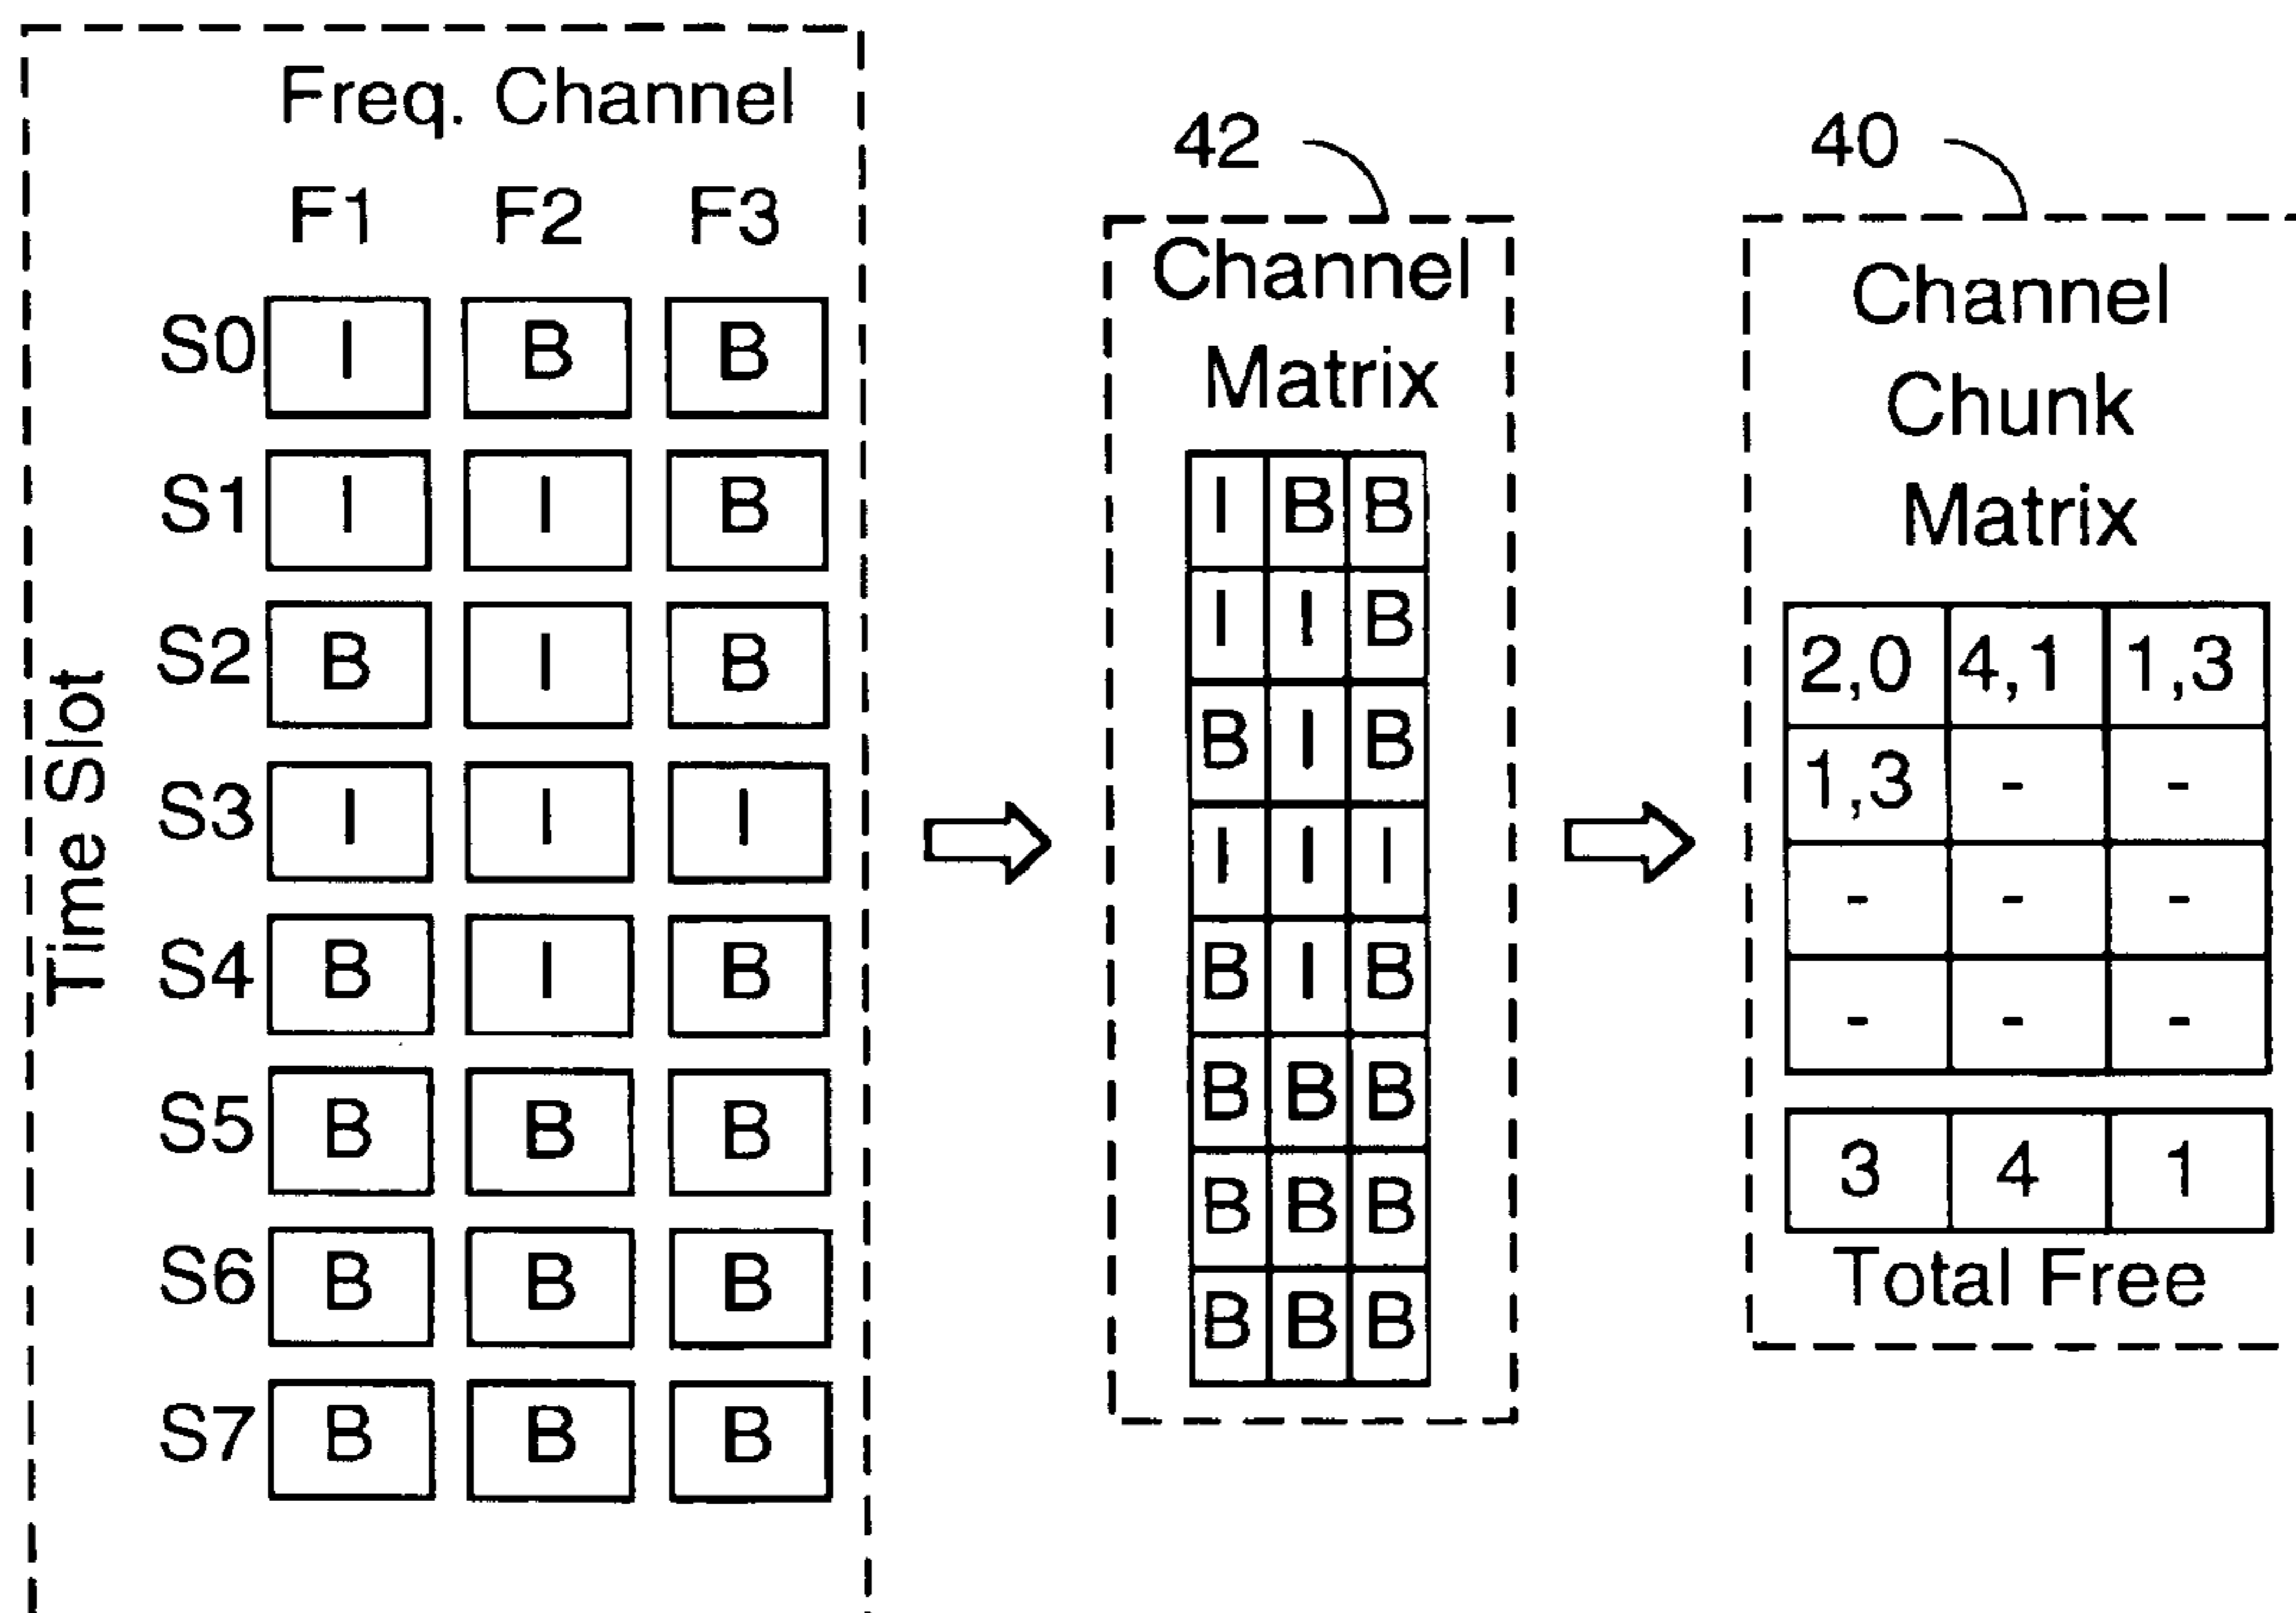 Freq. Channel
F1 F2 F3
Time Slot
S0 I B B
S1 I I B
S2 B I B
S3 I I I
S4 B I B
S5 B B B
S6 B B B
S7 B B B
42
Channel
Matrix
I B B
I I B
B I B
I I I
B I B
B B B
B B B
B B B
40
Channel
Chunk
Matrix
2,0 4,1 1,3
1,3 - -
- - -
- - -
3 4 1
Total Free